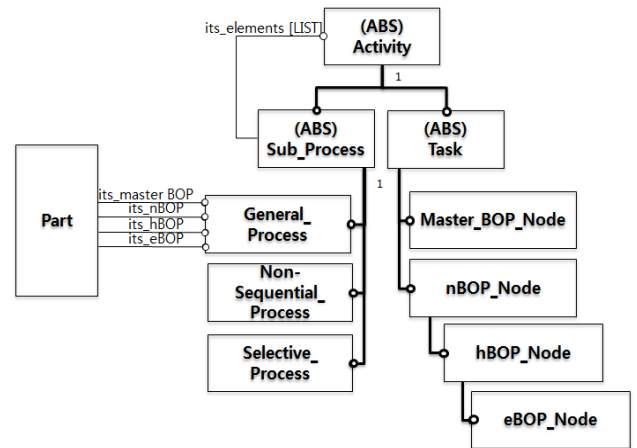 its_elements [LIST]
(ABS)
Activity
1
(ABS)
Sub_Process
(ABS)
Task
1
Part
its_master BOP
its_nBOP
its_hBOP
its_eBOP
General_
Process
Master_BOP_Node
Non-
Sequential_
Process
nBOP_Node
Selective_
Process
hBOP_Node
eBOP_Node